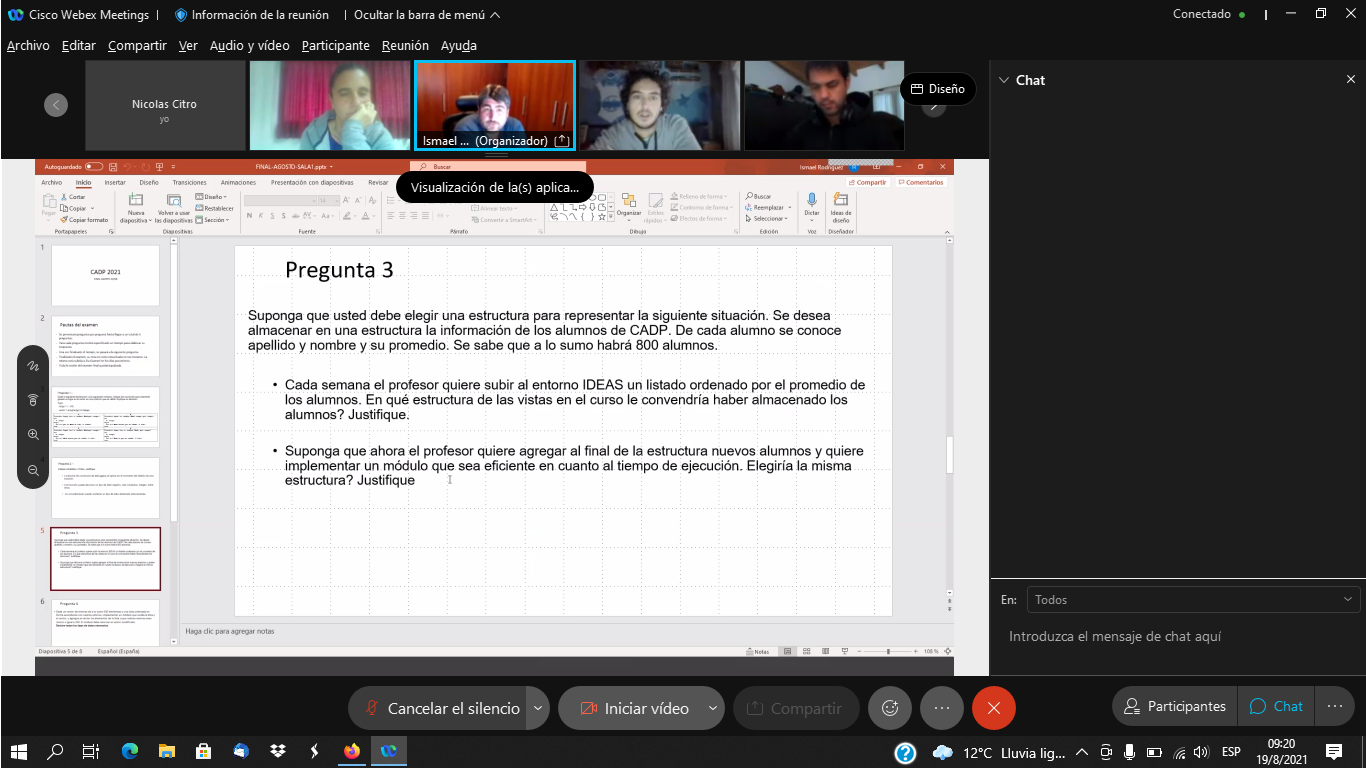 Cisco Webex Meetings | Información de la reunión | Ocultar la barra de menú
Conectado
Archivo Editar Compartir Ver Audio y vídeo Participante Reunión Ayuda
Nicolas Citro
yo
Ismael ... (Organizador)
Diseño
Chat
Autoguardado
FINAL-AGOSTO-SALA1.pptx
Buscar
Ismael Rodríguez
Archivo Inicio Insertar Diseño Transiciones Animaciones Presentación con diapositivas Revisar
Compartir Comentarios
Visualización de la(s) aplica...
Pegar
Cortar
Copiar
Copiar formato
Portapapeles
Nueva diapositiva
Volver a usar las diapositivas
Diseño
Restablecer
Sección
Diapositivas
Fuente
Alinear texto
Convertir a SmartArt
Párrafo
Organizar
Estilos rápidos
Relleno de forma
Contorno de forma
Efectos de forma
Dibujo
Buscar
Reemplazar
Seleccionar
Edición
Dictar
Voz
Ideas de diseño
Diseñador
1
CADP 2021
2
Pautas del examen
5
Pregunta 3
6
Pregunta 4
Pregunta 3
Suponga que usted debe elegir una estructura para representar la siguiente situación. Se desea
almacenar en una estructura la información de los alumnos de CADP. De cada alumno se conoce
apellido y nombre y su promedio. Se sabe que a lo sumo habrá 800 alumnos.
• Cada semana el profesor quiere subir al entorno IDEAS un listado ordenado por el promedio de
los alumnos. En qué estructura de las vistas en el curso le convendría haber almacenado los
alumnos? Justifique.
• Suponga que ahora el profesor quiere agregar al final de la estructura nuevos alumnos y quiere
implementar un módulo que sea eficiente en cuanto al tiempo de ejecución. Elegiría la misma
estructura? Justifique
Haga clic para agregar notas
Diapositiva 5 de 8 Español (España)
Notas
108 %
En: Todos
Introduzca el mensaje de chat aquí
Cancelar el silencio
Iniciar vídeo
Compartir
Participantes
Chat
12°C Lluvia lig...
ESP
09:20
19/8/2021